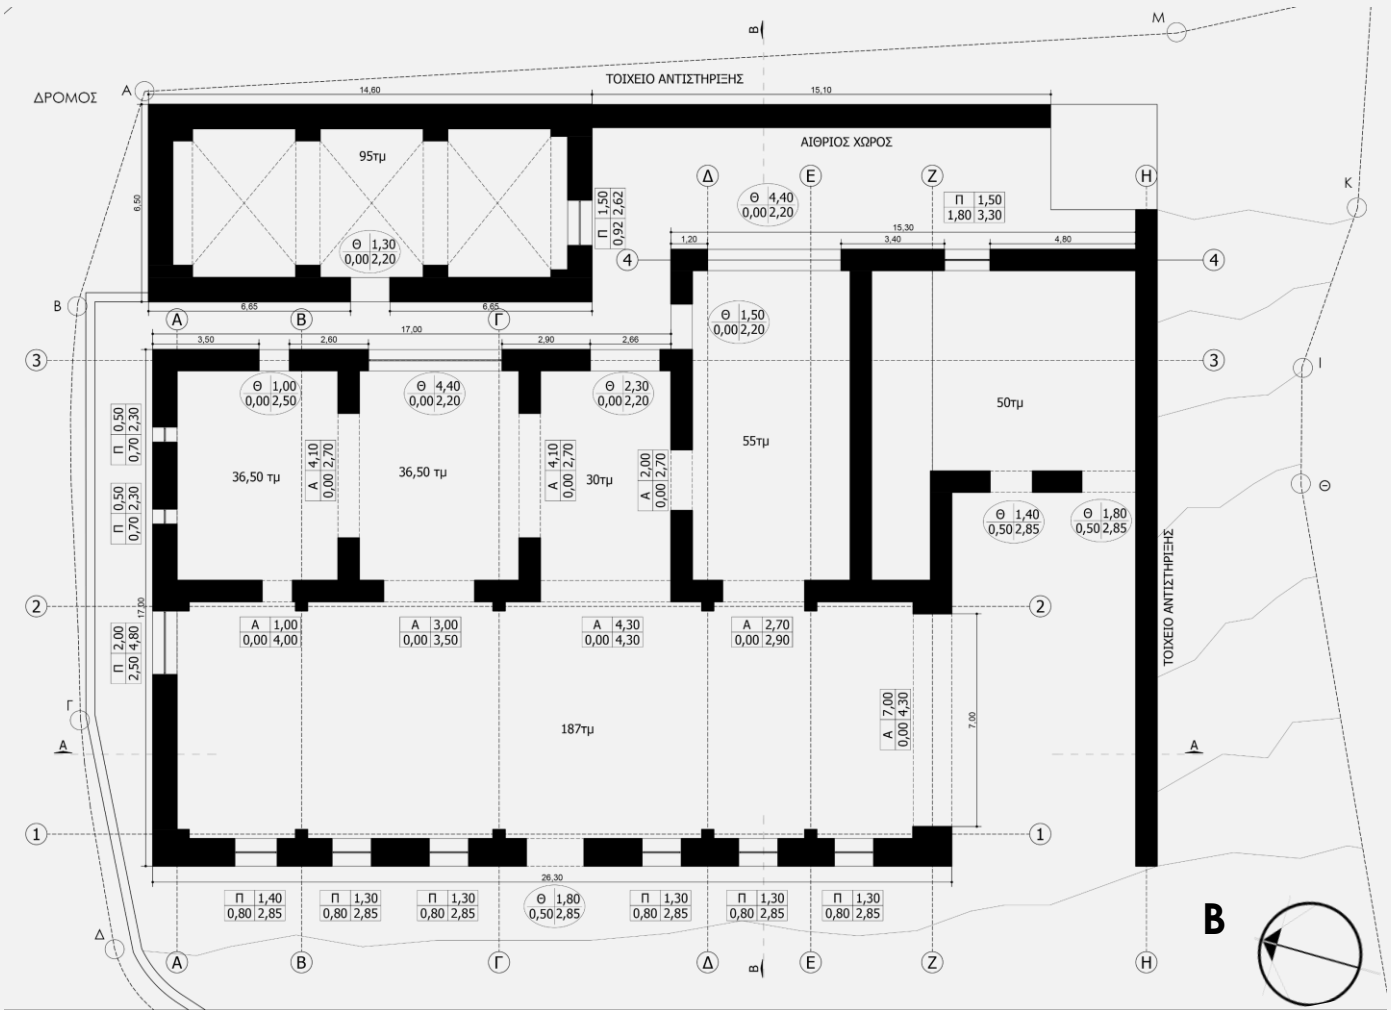 Μ
Β
ΤΟΙΧΕΙΟ ΑΝΤΙΣΤΗΡΙΞΗΣ
Α
ΔΡΟΜΟΣ
14,60
15,10
ΑΙΘΡΙΟΣ ΧΩΡΟΣ
95τμ
6,50
Δ
Ε
Ζ
Η
Κ
Π 1,50
0,92 2,62
Θ 4,40
0,00 2,20
Π 1,50
1,80 3,30
15,30
1,20
3,40
4,80
Θ 1,30
0,00 2,20
4
4
Β
6,65
6,65
Α
Β
Γ
17,00
Θ 1,50
0,00 2,20
3,50
2,60
2,90
2,66
3
3
Ι
Θ 1,00
0,00 2,50
Θ 4,40
0,00 2,20
Θ 2,30
0,00 2,20
50τμ
Π 0,50
0,70 2,30
55τμ
Α 4,10
0,00 2,70
Α 4,10
0,00 2,70
Α 2,00
0,00 2,70
36,50 τμ
36,50 τμ
30τμ
Θ
Π 0,50
0,70 2,30
Θ 1,40
0,50 2,85
Θ 1,80
0,50 2,85
ΤΟΙΧΕΙΟ ΑΝΤΙΣΤΗΡΙΞΗΣ
2
17,00
2
Α 1,00
0,00 4,00
Α 3,00
0,00 3,50
Α 4,30
0,00 4,30
Α 2,70
0,00 2,90
Π 2,00
2,50 4,80
Γ
Α 7,00
0,00 4,30
7,00
187τμ
Α
Α
1
1
26,30
Π 1,40
0,80 2,85
Π 1,30
0,80 2,85
Π 1,30
0,80 2,85
Θ 1,80
0,50 2,85
Π 1,30
0,80 2,85
Π 1,30
0,80 2,85
Π 1,30
0,80 2,85
Β
Δ
Α
Β
Γ
Δ
Β
Ε
Ζ
Η